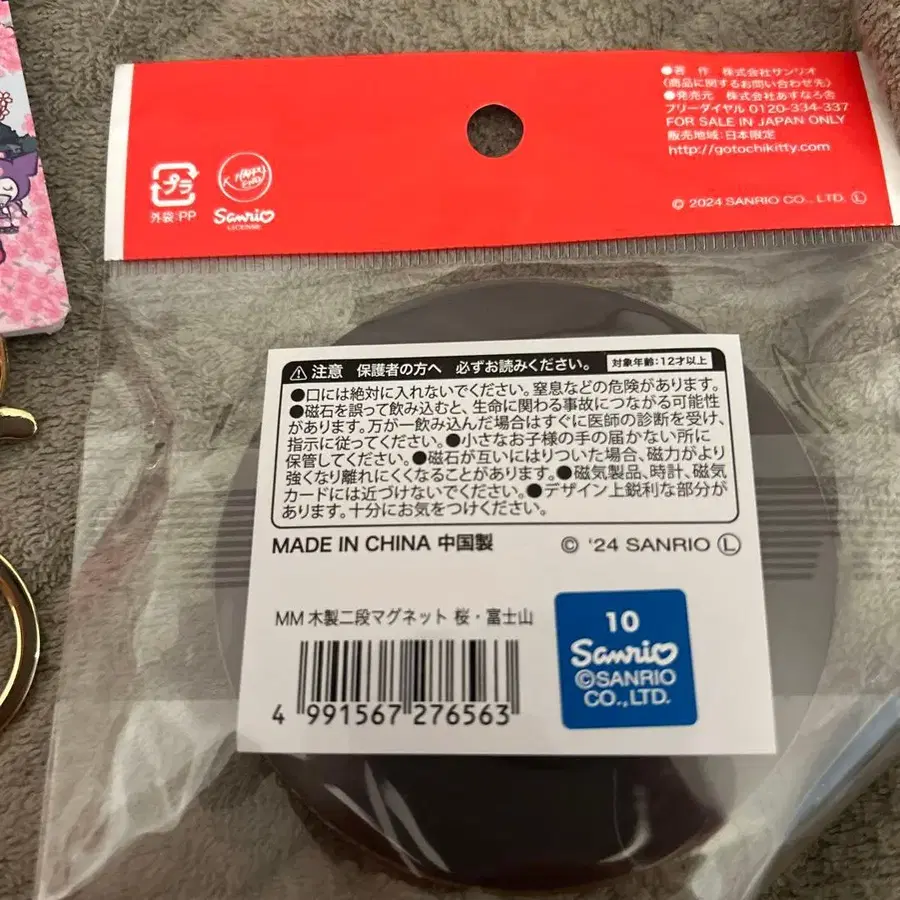 ●著　作　株式会社サンリオ
〈商品に関するお問い合わせ先〉
●発売元　株式会社あすなろ舎
フリーダイヤル 0120-334-337
FOR SALE IN JAPAN ONLY
販売地域:日本限定
http://gotochikitty.com
© 2024 SANRIO CO., LTD. Ⓛ
プラ
外袋:PP
Sanrio
LICENSE
注意　保護者の方へ　必ずお読みください。 対象年齢:12才以上
●口には絶対に入れないでください。窒息などの危険があります。
●磁石を誤って飲み込むと、生命に関わる事故につながる可能性
があります。万が一飲み込んだ場合はすぐに医師の診断を受け、
指示に従ってください。●小さなお子様の手の届かない所に
保管してください。●磁石が互いにはりついた場合、磁力がより
強くなり離れにくくなることがあります。●磁気製品、時計、磁気
カードには近づけないでください。●デザイン上鋭利な部分が
あります。十分にお気をつけください。
MADE IN CHINA 中国製 © '24 SANRIO Ⓛ
MM 木製二段マグネット 桜・富士山
4 991567 276563
10
Sanrio
©SANRIO
CO.,LTD.